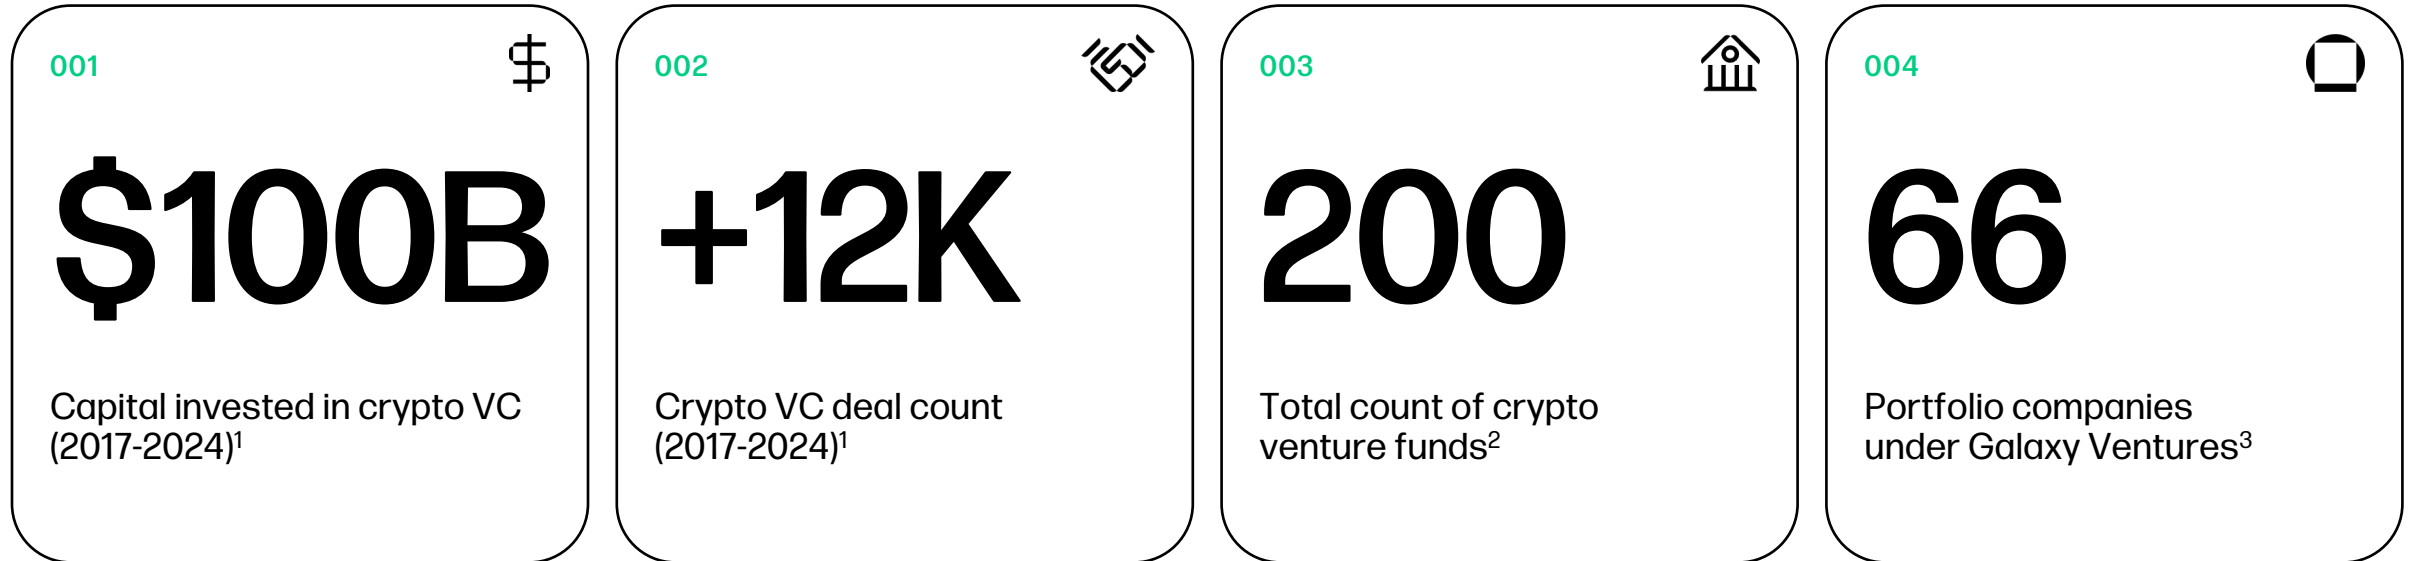 001
$100B
Capital invested in crypto VC
(2017-2024)¹
002
+12K
Crypto VC deal count
(2017-2024)¹
003
200
Total count of crypto
venture funds²
004
66
Portfolio companies
under Galaxy Ventures³